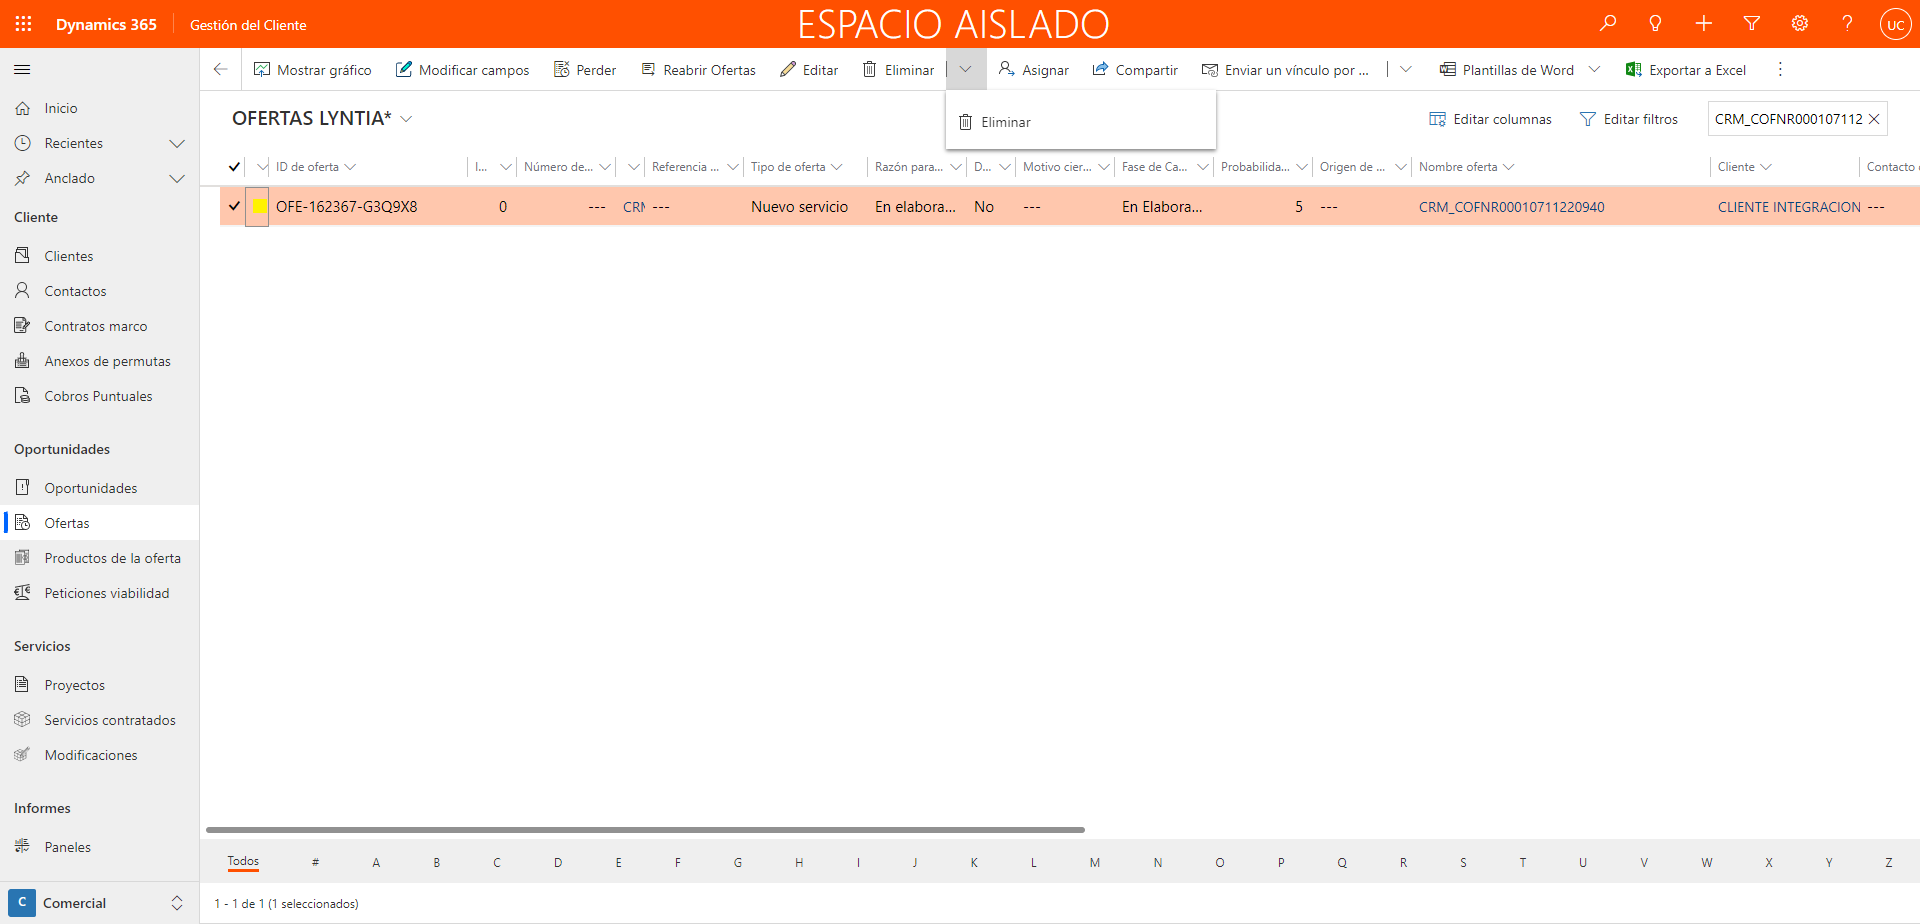 Dynamics 365
Gestión del Cliente
ESPACIO AISLADO
UC
Mostrar gráfico
Modificar campos
Perder
Reabrir Ofertas
Editar
Eliminar
Asignar
Compartir
Enviar un vínculo por ...
Plantillas de Word
Exportar a Excel
Eliminar
OFERTAS LYNTIA*
Editar columnas
Editar filtros
CRM_COFNR000107112
ID de oferta
I...
Número de...
Referencia ...
Tipo de oferta
Razón para...
D...
Motivo cier...
Fase de Ca...
Probabilida...
Origen de ...
Nombre oferta
Cliente
Contacto
OFE-162367-G3Q9X8
0
---
CRM
---
Nuevo servicio
En elabora...
No
---
En Elabora...
5
---
CRM_COFNR00010711220940
CLIENTE INTEGRACION
---
Inicio
Recientes
Anclado
Cliente
Clientes
Contactos
Contratos marco
Anexos de permutas
Cobros Puntuales
Oportunidades
Oportunidades
Ofertas
Productos de la oferta
Peticiones viabilidad
Servicios
Proyectos
Servicios contratados
Modificaciones
Informes
Paneles
C
Comercial
Todos # A B C D E F G H I J K L M N O P Q R S T U V W X Y Z
1 - 1 de 1 (1 seleccionados)